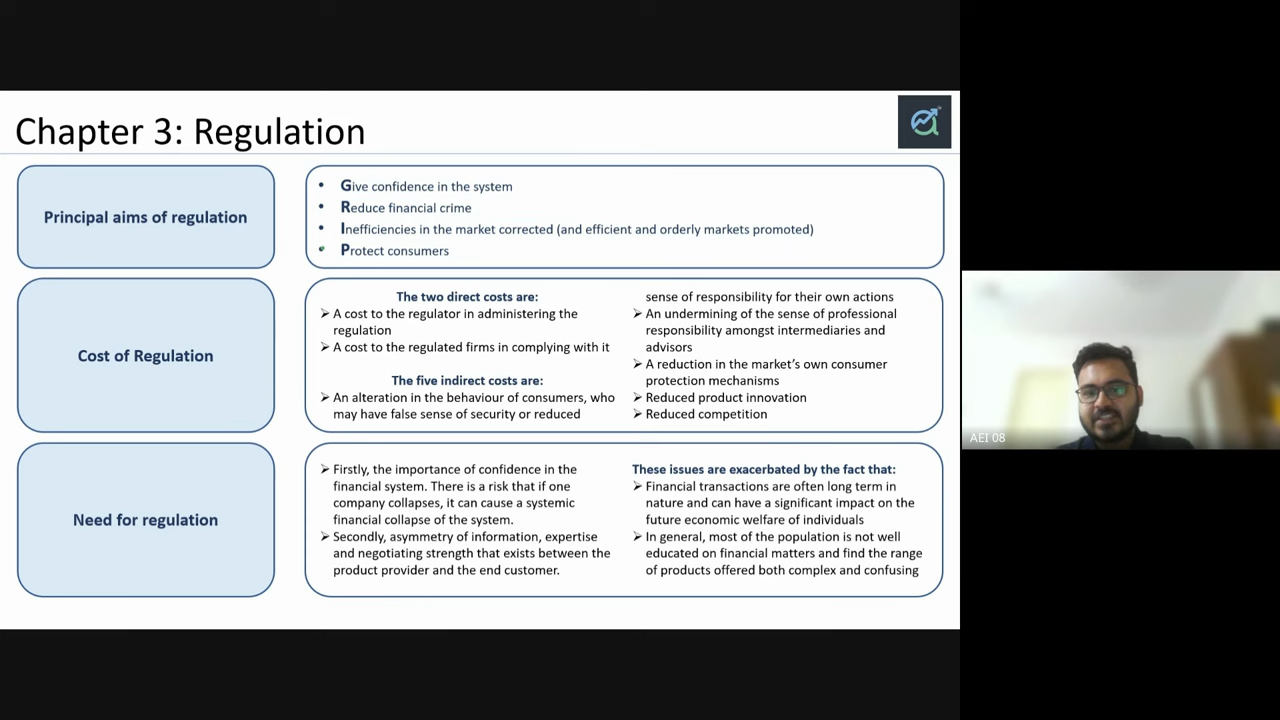 Chapter 3: Regulation
Principal aims of regulation
• Give confidence in the system
• Reduce financial crime
• Inefficiencies in the market corrected (and efficient and orderly markets promoted)
• Protect consumers
Cost of Regulation
The two direct costs are:
➢ A cost to the regulator in administering the
regulation
➢ A cost to the regulated firms in complying with it
The five indirect costs are:
➢ An alteration in the behaviour of consumers, who
may have false sense of security or reduced
sense of responsibility for their own actions
➢ An undermining of the sense of professional
responsibility amongst intermediaries and
advisors
➢ A reduction in the market’s own consumer
protection mechanisms
➢ Reduced product innovation
➢ Reduced competition
Need for regulation
➢ Firstly, the importance of confidence in the
financial system. There is a risk that if one
company collapses, it can cause a systemic
financial collapse of the system.
➢ Secondly, asymmetry of information, expertise
and negotiating strength that exists between the
product provider and the end customer.
These issues are exacerbated by the fact that:
➢ Financial transactions are often long term in
nature and can have a significant impact on the
future economic welfare of individuals
➢ In general, most of the population is not well
educated on financial matters and find the range
of products offered both complex and confusing
AEI 08